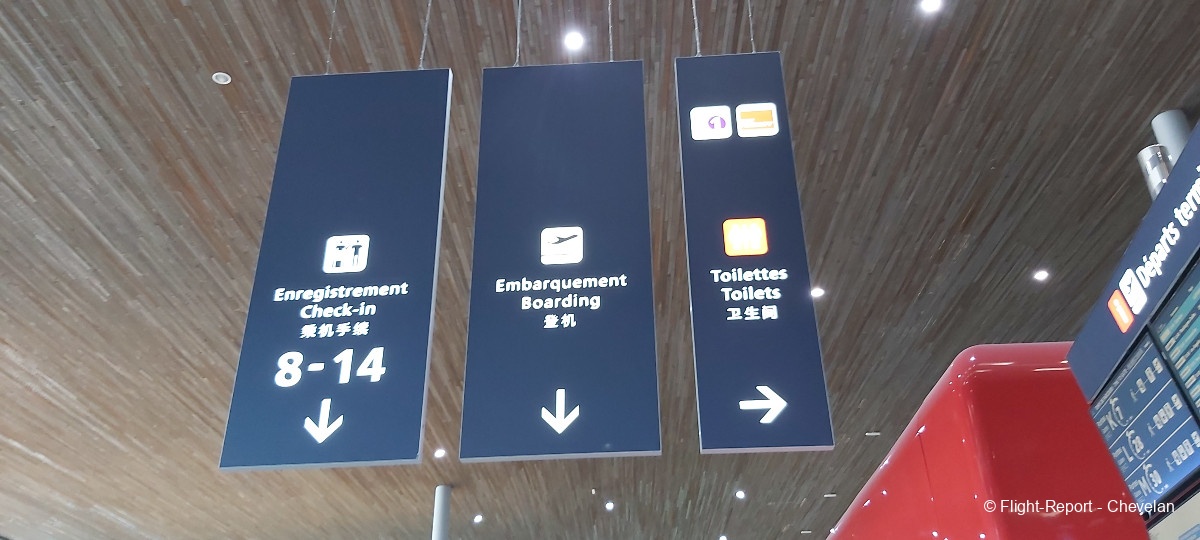 Enregistrement
Check-in
乘机手续
8-14
Embarquement
Boarding
登机
Toilettes
Toilets
卫生间
Départs
© Flight-Report - Chevelan